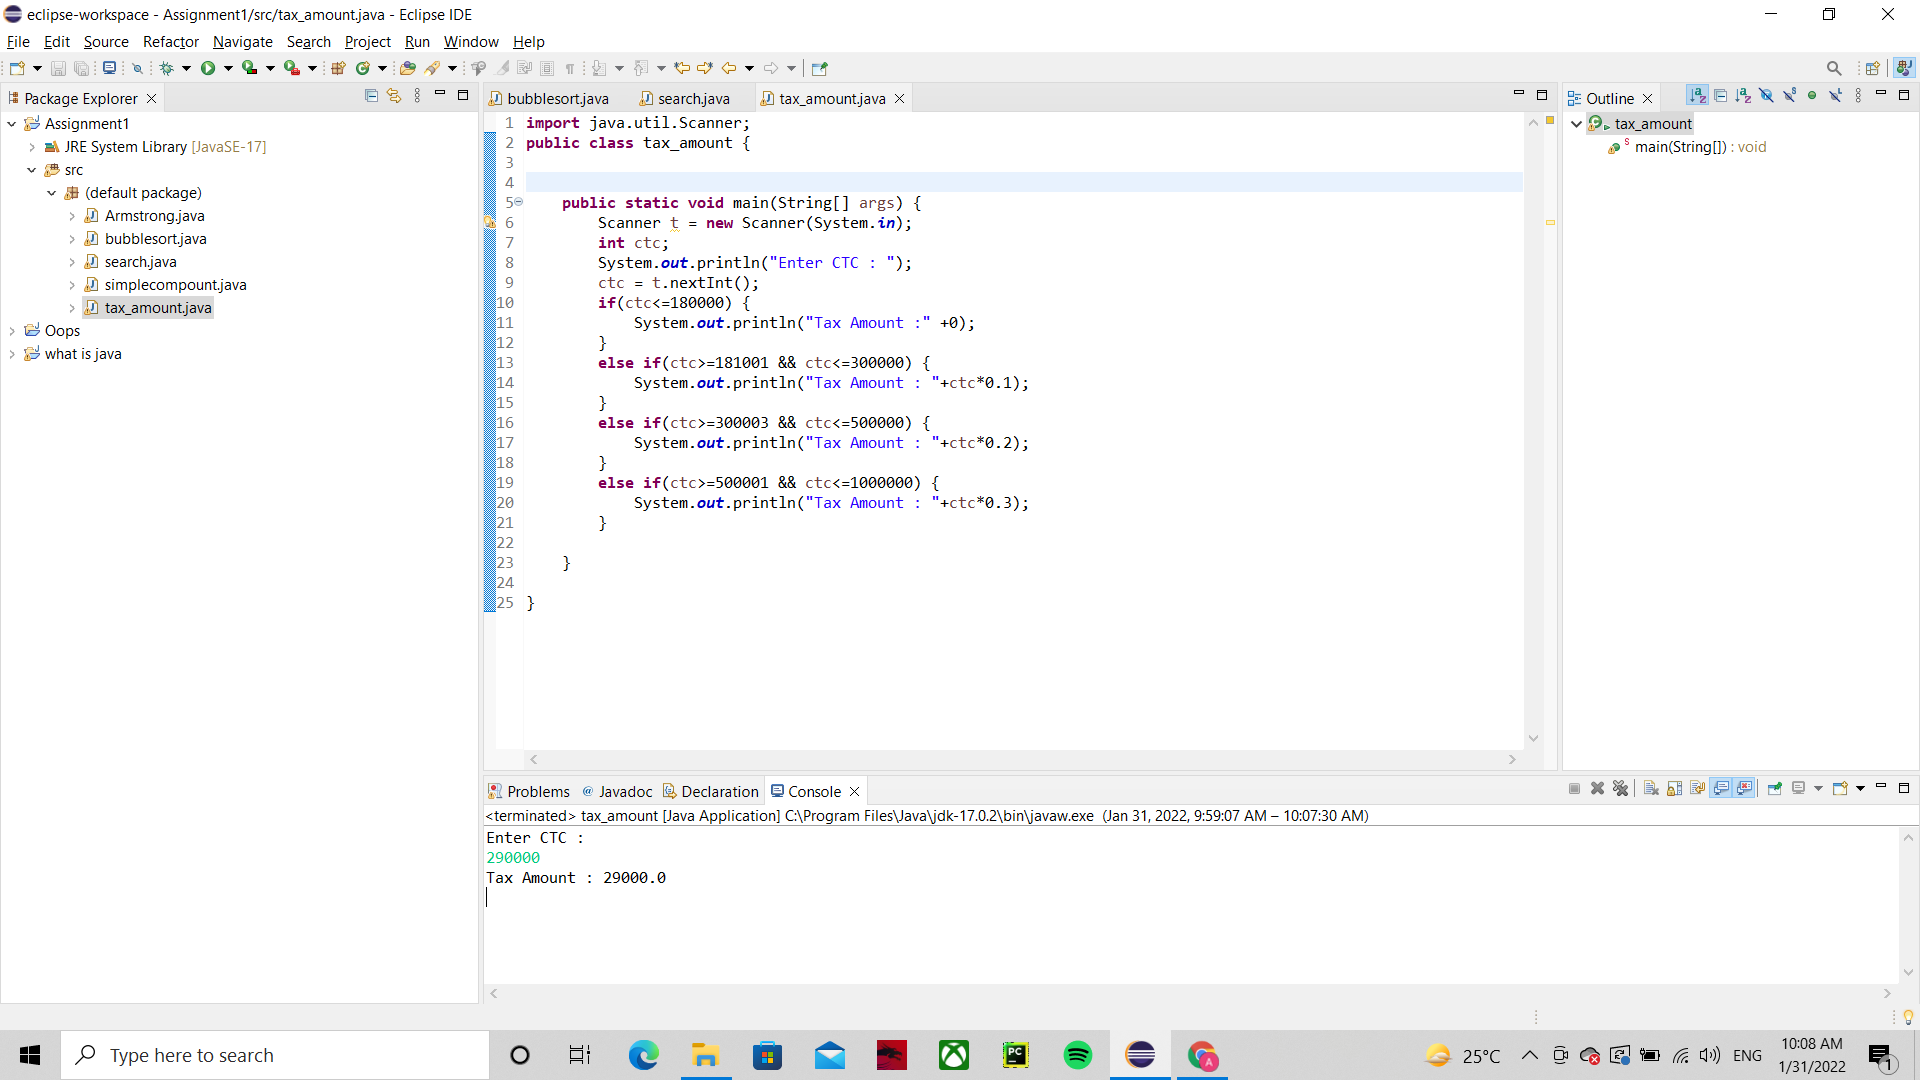 eclipse-workspace - Assignment1/src/tax_amount.java - Eclipse IDE
File Edit Source Refactor Navigate Search Project Run Window Help
Package Explorer
Assignment1
JRE System Library [JavaSE-17]
src
(default package)
Armstrong.java
bubblesort.java
search.java
simplecompount.java
tax_amount.java
Oops
what is java
bubblesort.java search.java tax_amount.java
1 import java.util.Scanner;
2 public class tax_amount {
3
4
5 public static void main(String[] args) {
6 Scanner t = new Scanner(System.in);
7 int ctc;
8 System.out.println("Enter CTC : ");
9 ctc = t.nextInt();
10 if(ctc<=180000) {
11 System.out.println("Tax Amount :" +0);
12 }
13 else if(ctc>=181001 && ctc<=300000) {
14 System.out.println("Tax Amount : "+ctc*0.1);
15 }
16 else if(ctc>=300003 && ctc<=500000) {
17 System.out.println("Tax Amount : "+ctc*0.2);
18 }
19 else if(ctc>=500001 && ctc<=1000000) {
20 System.out.println("Tax Amount : "+ctc*0.3);
21 }
22
23 }
24
25 }
Outline
tax_amount
main(String[]) : void
Problems Javadoc Declaration Console
<terminated> tax_amount [Java Application] C:\Program Files\Java\jdk-17.0.2\bin\javaw.exe (Jan 31, 2022, 9:59:07 AM – 10:07:30 AM)
Enter CTC :
290000
Tax Amount : 29000.0
Type here to search
PC
A
25°C
ENG
10:08 AM
1/31/2022
1